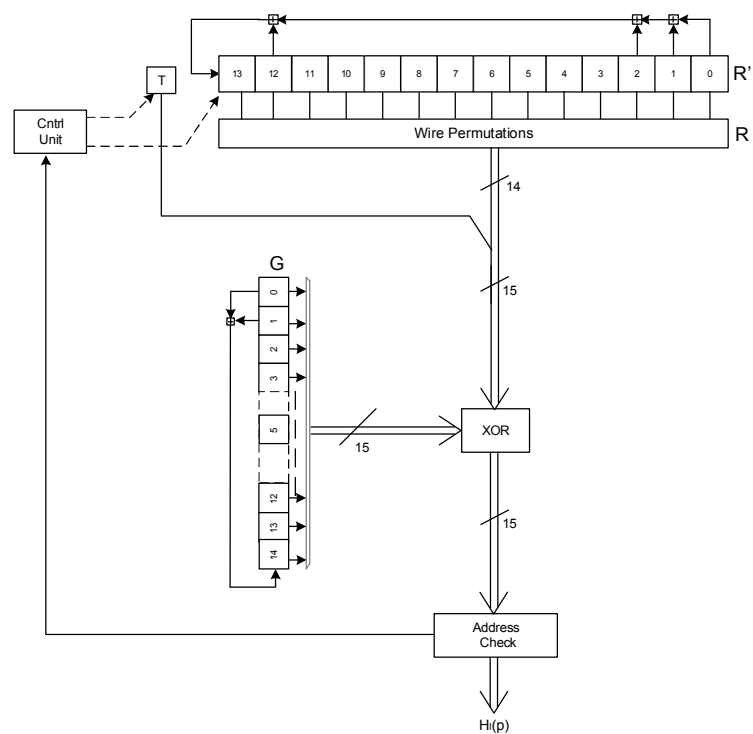 13 12 11 10 9 8 7 6 5 4 3 2 1 0 R'
T
Cntrl
Unit
Wire Permutations R
14
G
15
0
1
2
3
5
12
13
14
15
XOR
15
Address
Check
Hl(p)